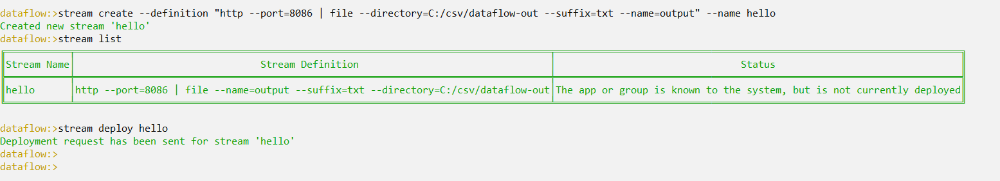 dataflow:>stream create --definition "http --port=8086 | file --directory=C:/csv/dataflow-out --suffix=txt --name=output" --name hello
Created new stream 'hello'
dataflow:>stream list
Stream Name Stream Definition Status
hello http --port=8086 | file --name=output --suffix=txt --directory=C:/csv/dataflow-out The app or group is known to the system, but is not currently deployed
dataflow:>stream deploy hello
Deployment request has been sent for stream 'hello'
dataflow:>
dataflow:>